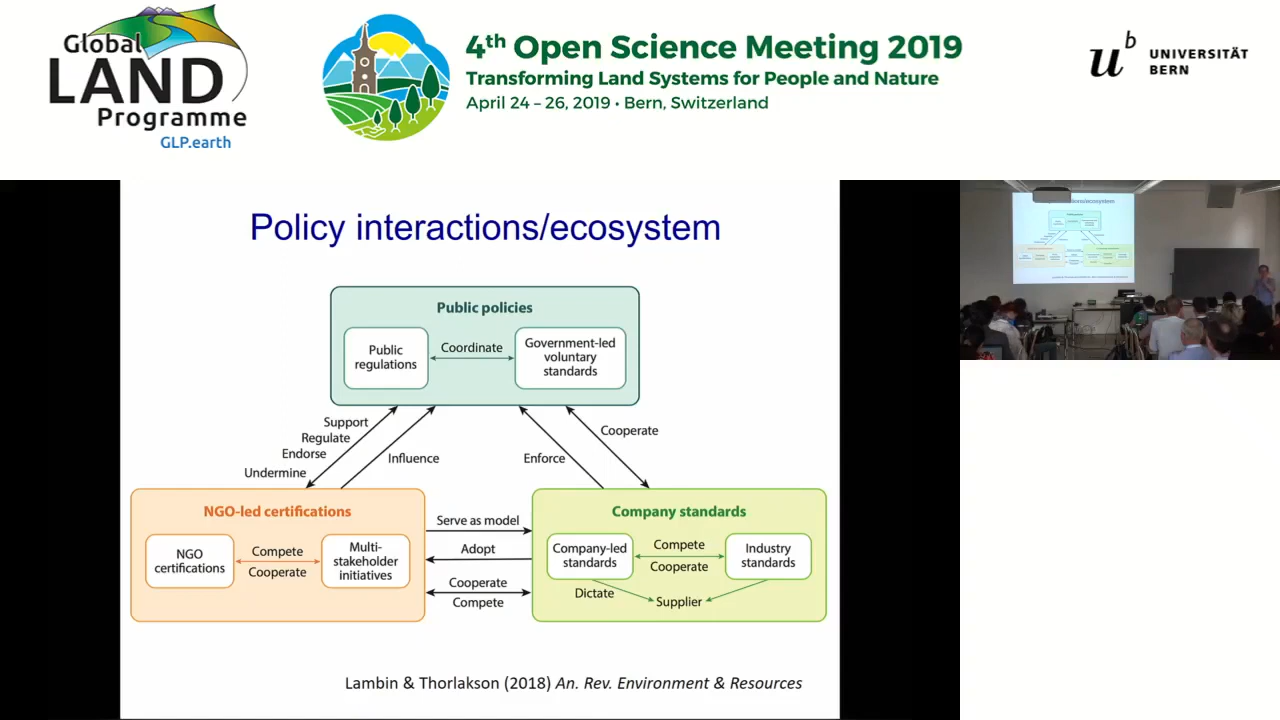 Global
LAND
Programme
GLP.earth
4th Open Science Meeting 2019
Transforming Land Systems for People and Nature
April 24 – 26, 2019 • Bern, Switzerland
u b
UNIVERSITÄT
BERN
Policy interactions/ecosystem
Public policies
Public
regulations
Coordinate
Government-led
voluntary
standards
Support
Regulate
Endorse
Undermine
Influence
Enforce
Cooperate
NGO-led certifications
NGO
certifications
Compete
Cooperate
Multi-
stakeholder
initiatives
Serve as model
Adopt
Cooperate
Compete
Company standards
Company-led
standards
Compete
Cooperate
Industry
standards
Dictate
Supplier
Lambin & Thorlakson (2018) An. Rev. Environment & Resources